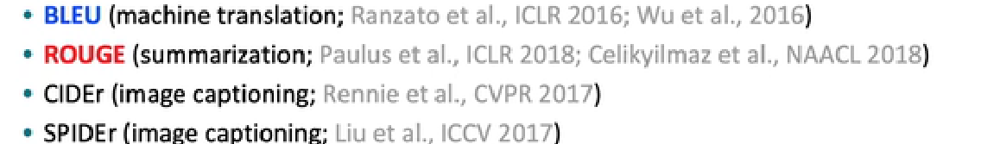 • BLEU (machine translation; Ranzato et al., ICLR 2016; Wu et al., 2016)
• ROUGE (summarization; Paulus et al., ICLR 2018; Celikyilmaz et al., NAACL 2018)
• CIDEr (image captioning; Rennie et al., CVPR 2017)
• SPIDEr (image captioning; Liu et al., ICCV 2017)